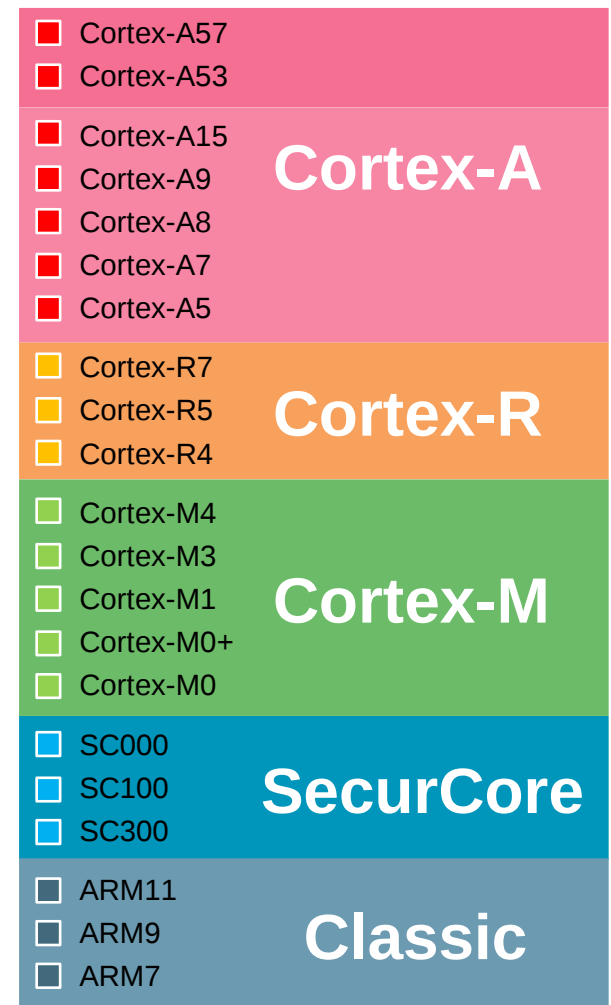 Cortex-A57
Cortex-A53
Cortex-A15
Cortex-A9
Cortex-A8
Cortex-A7
Cortex-A5
Cortex-A
Cortex-R7
Cortex-R5
Cortex-R4
Cortex-R
Cortex-M4
Cortex-M3
Cortex-M1
Cortex-M0+
Cortex-M0
Cortex-M
SC000
SC100
SC300
SecurCore
ARM11
ARM9
ARM7
Classic